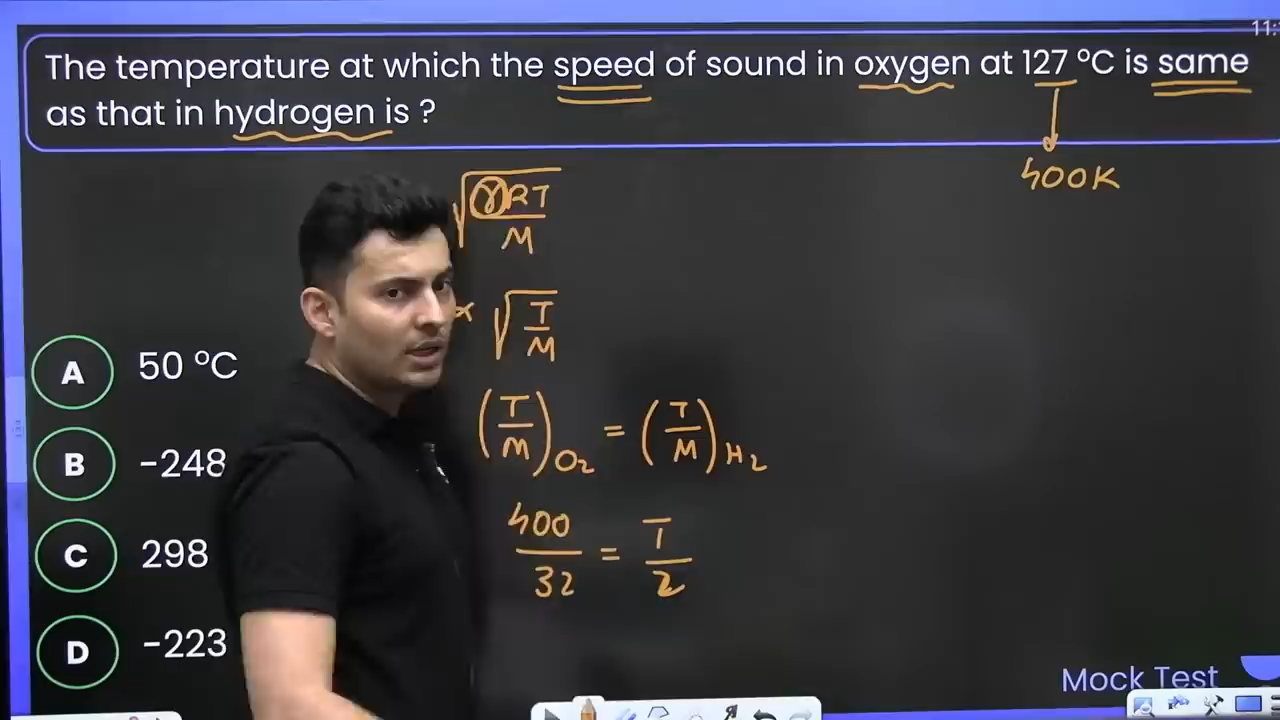 The temperature at which the speed of sound in oxygen at 127 °C is same
as that in hydrogen is ?
400K
√γRT/M
∝ √T/M
(T/M)O₂ = (T/M)H₂
400/32 = T/2
A 50 °C
B -248
C 298
D -223
Mock Test